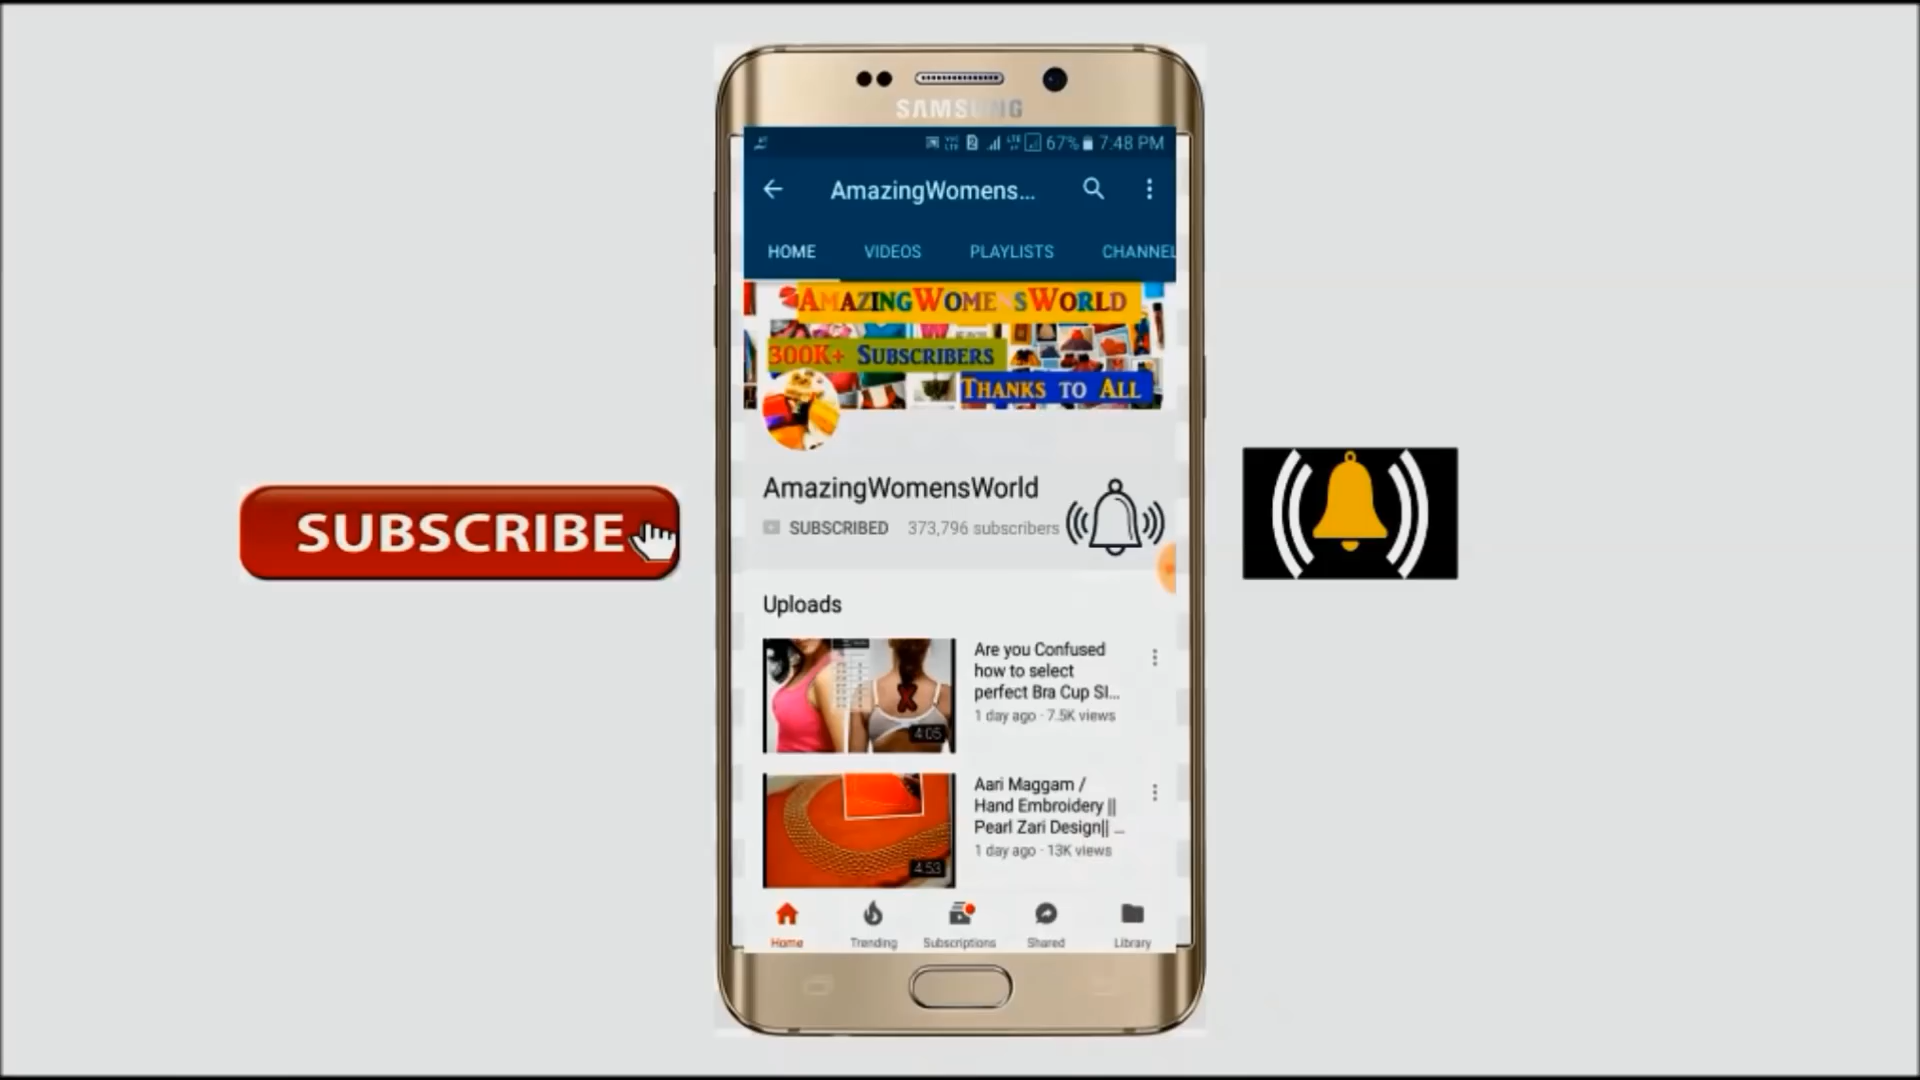 SAMSUNG
67% 7.48 PM
AmazingWomens...
HOME VIDEOS PLAYLISTS CHANNEL
AMAZINGWOMENSWORLD
300K+ SUBSCRIBERS
THANKS TO ALL
AmazingWomensWorld
SUBSCRIBED 373,796 subscribers
SUBSCRIBE
Uploads
Are you Confused
how to select
perfect Bra Cup SI...
1 day ago · 7.5K views
4:05
Aari Maggam /
Hand Embroidery ||
Pearl Zari Design|| ...
1 day ago · 13K views
4:53
Home Trending Subscriptions Shared Library